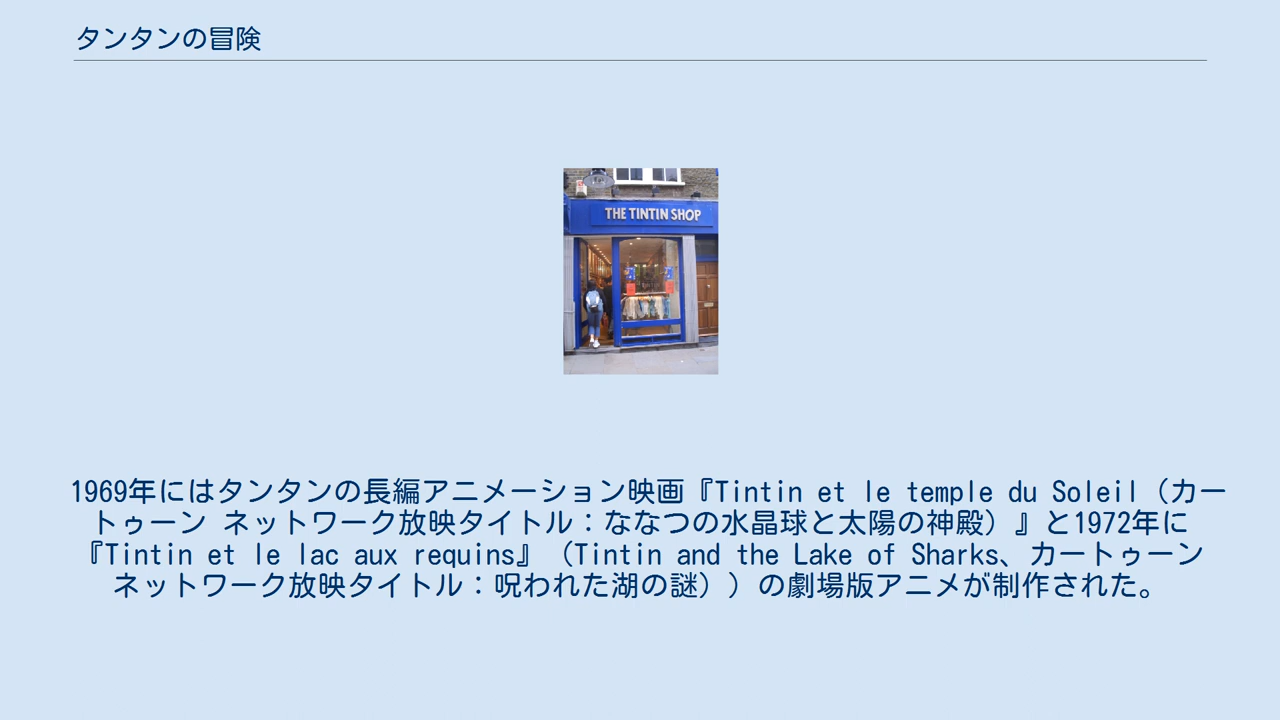 タンタンの冒険
THE TINTIN SHOP
1969年にはタンタンの長編アニメーション映画『Tintin et le temple du Soleil（カー
トゥーン ネットワーク放映タイトル：ななつの水晶球と太陽の神殿）』と1972年に
『Tintin et le lac aux requins』（Tintin and the Lake of Sharks、カートゥーン
ネットワーク放映タイトル：呪われた湖の謎））の劇場版アニメが制作された。